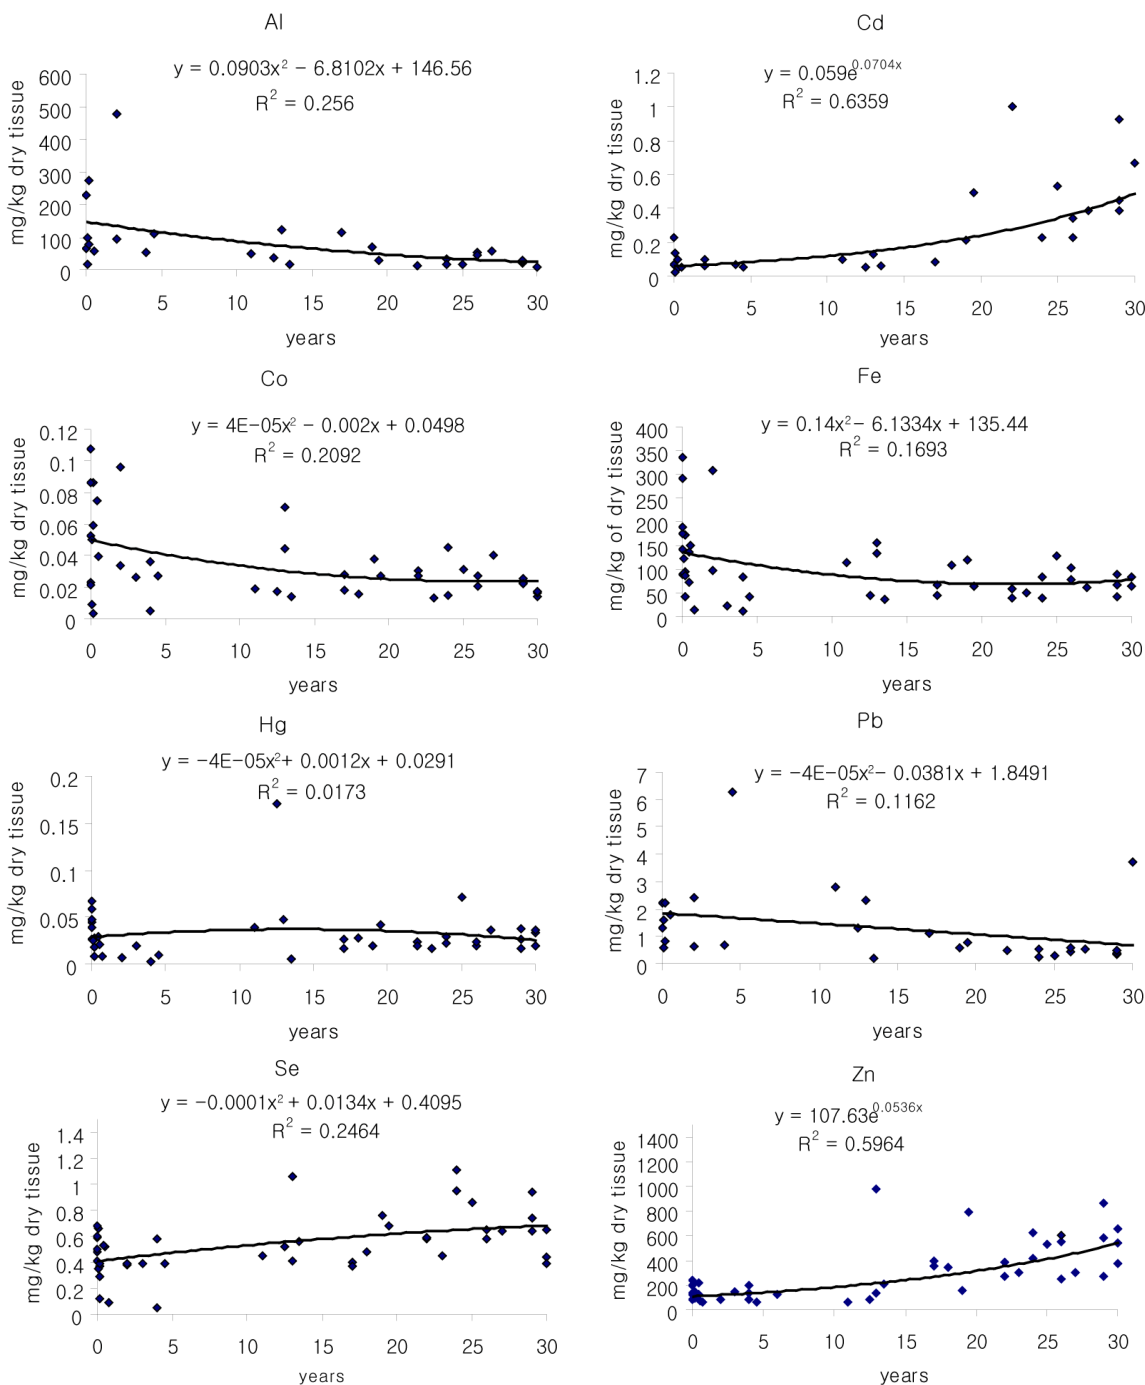 Al
y = 0.0903x² − 6.8102x + 146.56
R² = 0.256
mg/kg dry tissue
600
500
400
300
200
100
0
0 5 10 15 20 25 30
years
Cd
y = 0.059e^0.0704x
R² = 0.6359
mg/kg dry tissue
1.2
1
0.8
0.6
0.4
0.2
0
0 5 10 15 20 25 30
years
Co
y = 4E−05x² − 0.002x + 0.0498
R² = 0.2092
mg/kg dry tissue
0.12
0.1
0.08
0.06
0.04
0.02
0
0 5 10 15 20 25 30
years
Fe
y = 0.14x² − 6.1334x + 135.44
R² = 0.1693
mg/kg of dry tissue
400
350
300
250
200
150
100
50
0
0 5 10 15 20 25 30
years
Hg
y = −4E−05x² + 0.0012x + 0.0291
R² = 0.0173
mg/kg dry tissue
0.2
0.15
0.1
0.05
0
0 5 10 15 20 25 30
years
Pb
y = −4E−05x² − 0.0381x + 1.8491
R² = 0.1162
mg/kg dry tissue
7
6
5
4
3
2
1
0
0 5 10 15 20 25 30
years
Se
y = −0.0001x² + 0.0134x + 0.4095
R² = 0.2464
mg/kg dry tissue
1.4
1.2
1
0.8
0.6
0.4
0.2
0
0 5 10 15 20 25 30
years
Zn
y = 107.63e^0.0536x
R² = 0.5964
mg/kg dry tissue
1400
1200
1000
800
600
400
200
0
0 5 10 15 20 25 30
years